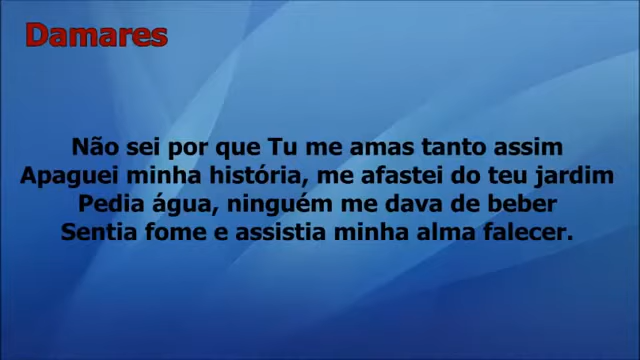 Damares
Não sei por que Tu me amas tanto assim
Apaguei minha história, me afastei do teu jardim
Pedia água, ninguém me dava de beber
Sentia fome e assistia minha alma falecer.